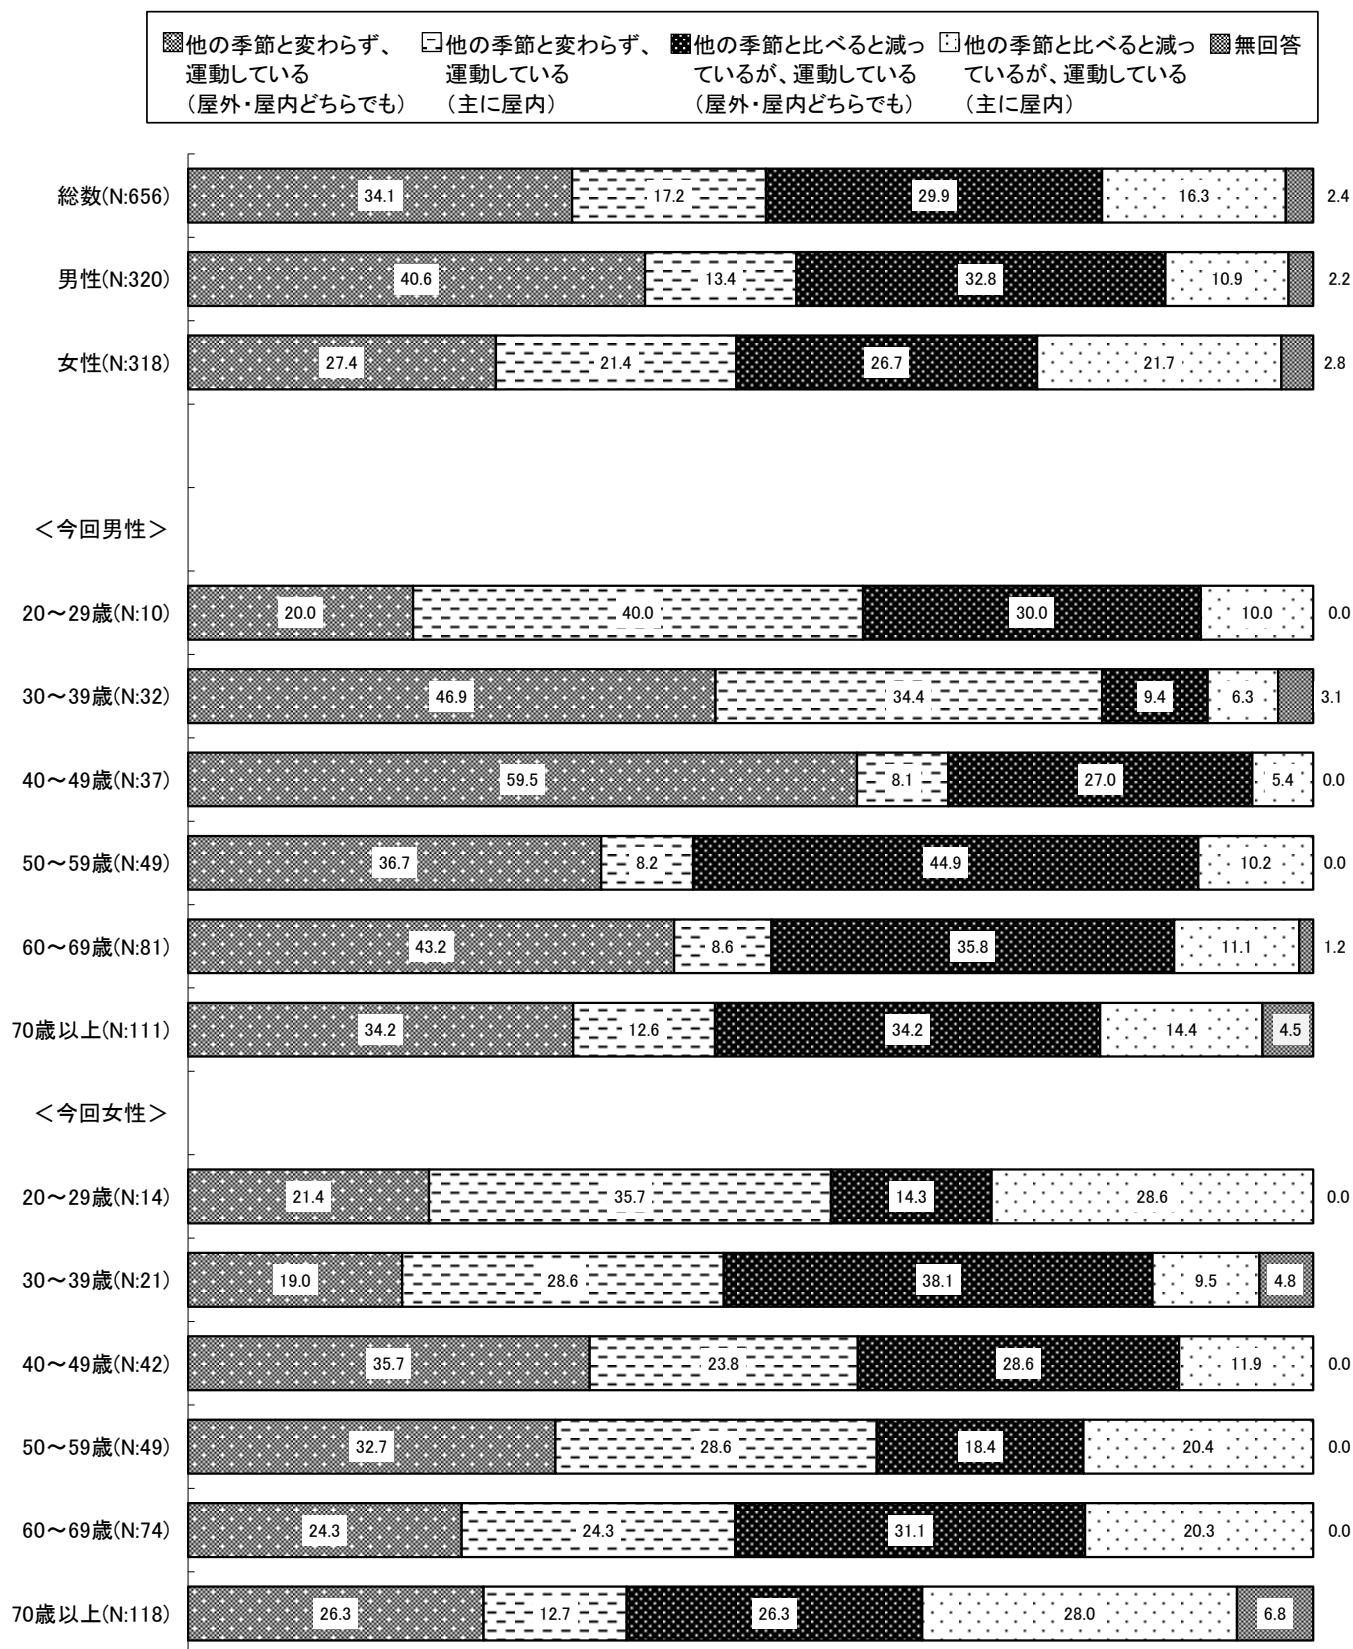 他の季節と変わらず、
運動している
（屋外・屋内どちらでも）
他の季節と変わらず、
運動している
（主に屋内）
他の季節と比べると減っ
ているが、運動している
（屋外・屋内どちらでも）
他の季節と比べると減っ
ているが、運動している
（主に屋内）
無回答
総数(N:656) 34.1 17.2 29.9 16.3 2.4
男性(N:320) 40.6 13.4 32.8 10.9 2.2
女性(N:318) 27.4 21.4 26.7 21.7 2.8
＜今回男性＞
20～29歳(N:10) 20.0 40.0 30.0 10.0 0.0
30～39歳(N:32) 46.9 34.4 9.4 6.3 3.1
40～49歳(N:37) 59.5 8.1 27.0 5.4 0.0
50～59歳(N:49) 36.7 8.2 44.9 10.2 0.0
60～69歳(N:81) 43.2 8.6 35.8 11.1 1.2
70歳以上(N:111) 34.2 12.6 34.2 14.4 4.5
＜今回女性＞
20～29歳(N:14) 21.4 35.7 14.3 28.6 0.0
30～39歳(N:21) 19.0 28.6 38.1 9.5 4.8
40～49歳(N:42) 35.7 23.8 28.6 11.9 0.0
50～59歳(N:49) 32.7 28.6 18.4 20.4 0.0
60～69歳(N:74) 24.3 24.3 31.1 20.3 0.0
70歳以上(N:118) 26.3 12.7 26.3 28.0 6.8